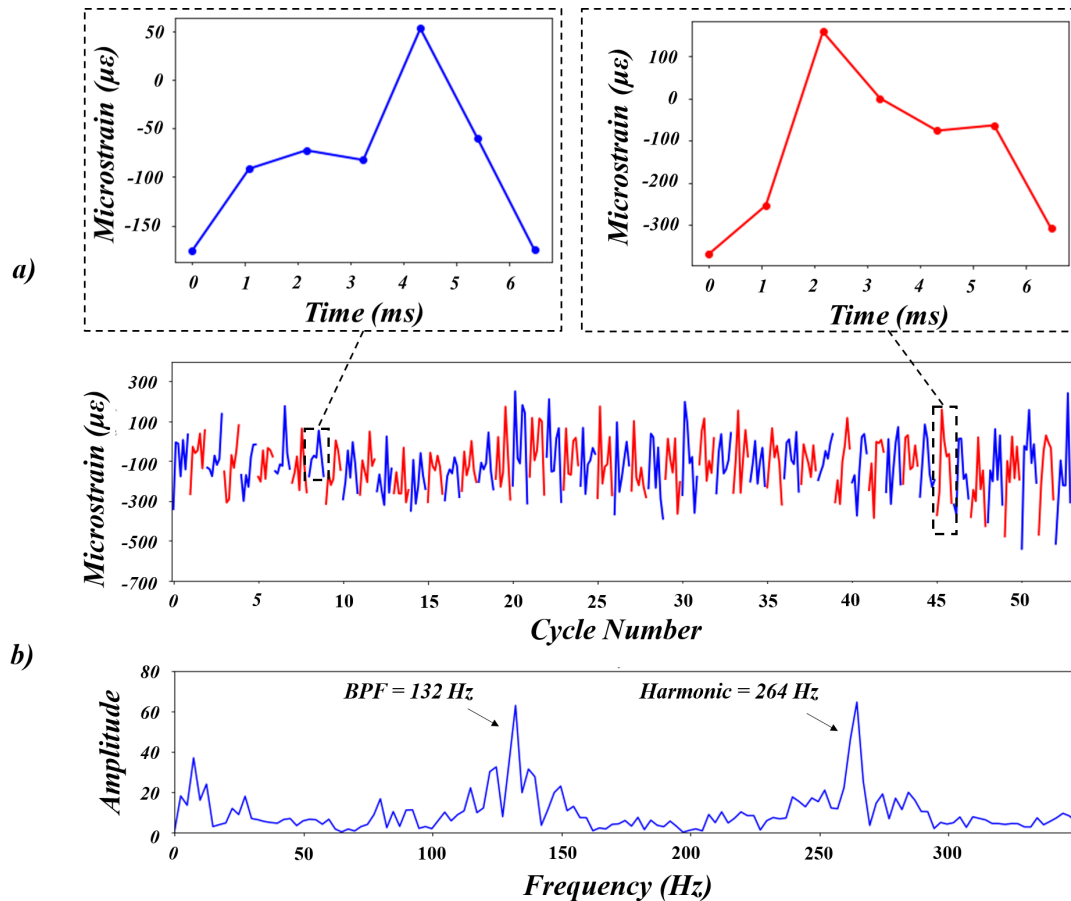 a)
Microstrain (με)
50
0
-50
-100
-150
0 1 2 3 4 5 6
Time (ms)
Microstrain (με)
100
0
-100
-200
-300
0 1 2 3 4 5 6
Time (ms)
Microstrain (με)
300
100
-100
-300
-500
-700
0 5 10 15 20 25 30 35 40 45 50
Cycle Number
b)
Amplitude
80
60
40
20
0
BPF = 132 Hz
Harmonic = 264 Hz
0 50 100 150 200 250 300
Frequency (Hz)